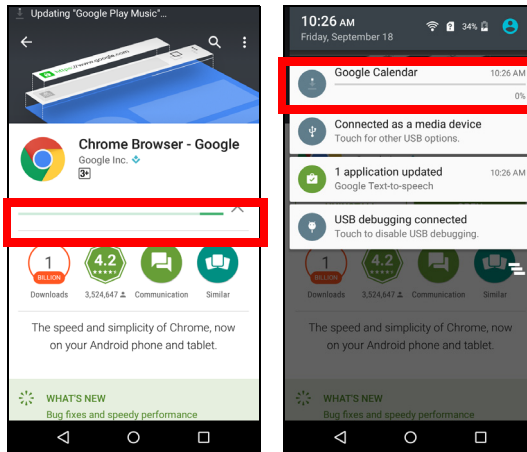 Updating "Google Play Music"...
https://www.google.com
Chrome Browser - Google
Google Inc.
3+
1
BILLION
Downloads
4.2
3,524,647
Communication
Similar
The speed and simplicity of Chrome, now
on your Android phone and tablet.
WHAT'S NEW
Bug fixes and speedy performance
10:26 AM
Friday, September 18
34%
Google Calendar
10:26 AM
0%
Connected as a media device
Touch for other USB options.
1 application updated
10:26 AM
Google Text-to-speech
USB debugging connected
Touch to disable USB debugging.
1
BILLION
4.2
Downloads
3,524,647
Communication
Similar
The speed and simplicity of Chrome, now
on your Android phone and tablet.
WHAT'S NEW
Bug fixes and speedy performance